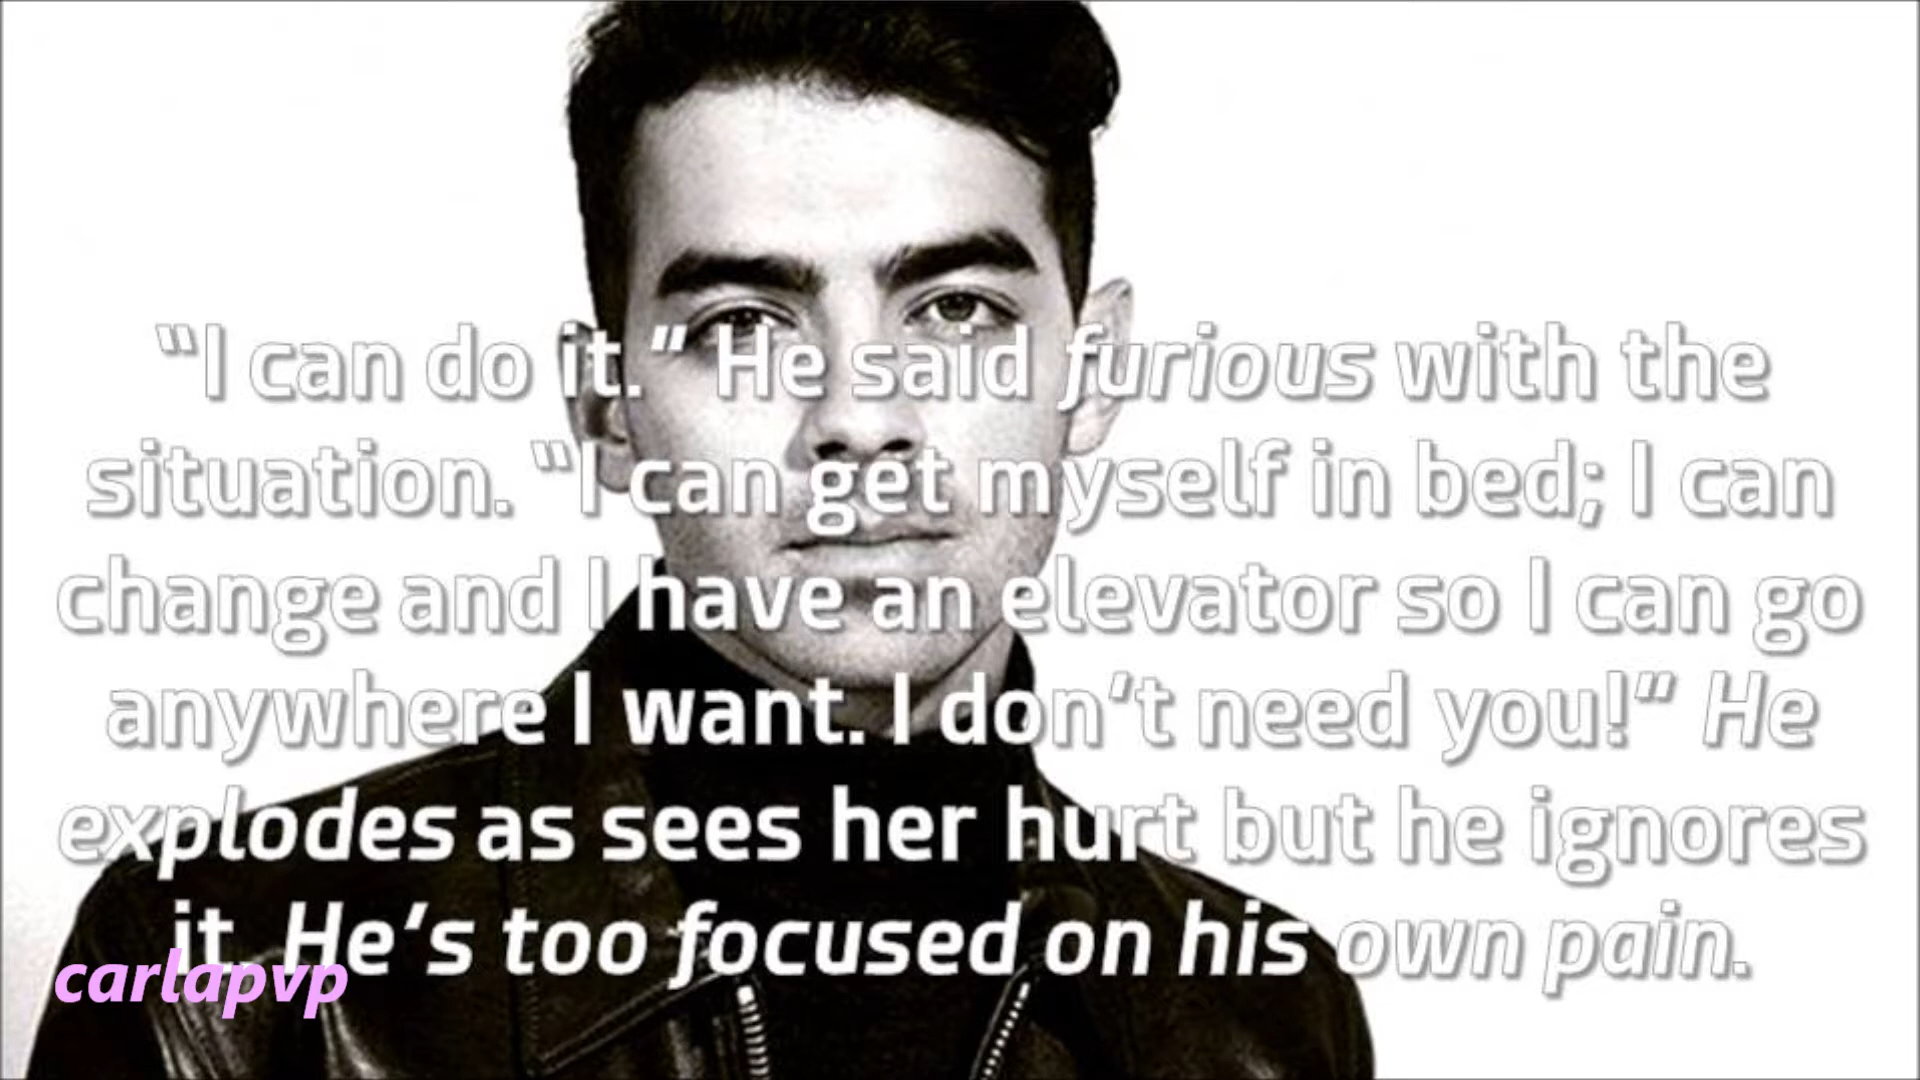 “I can do it.” He said furious with the
situation. “I can get myself in bed; I can
change and I have an elevator so I can go
anywhere I want. I don’t need you!” He
explodes as sees her hurt but he ignores
it. He’s too focused on his own pain.
carlapvp